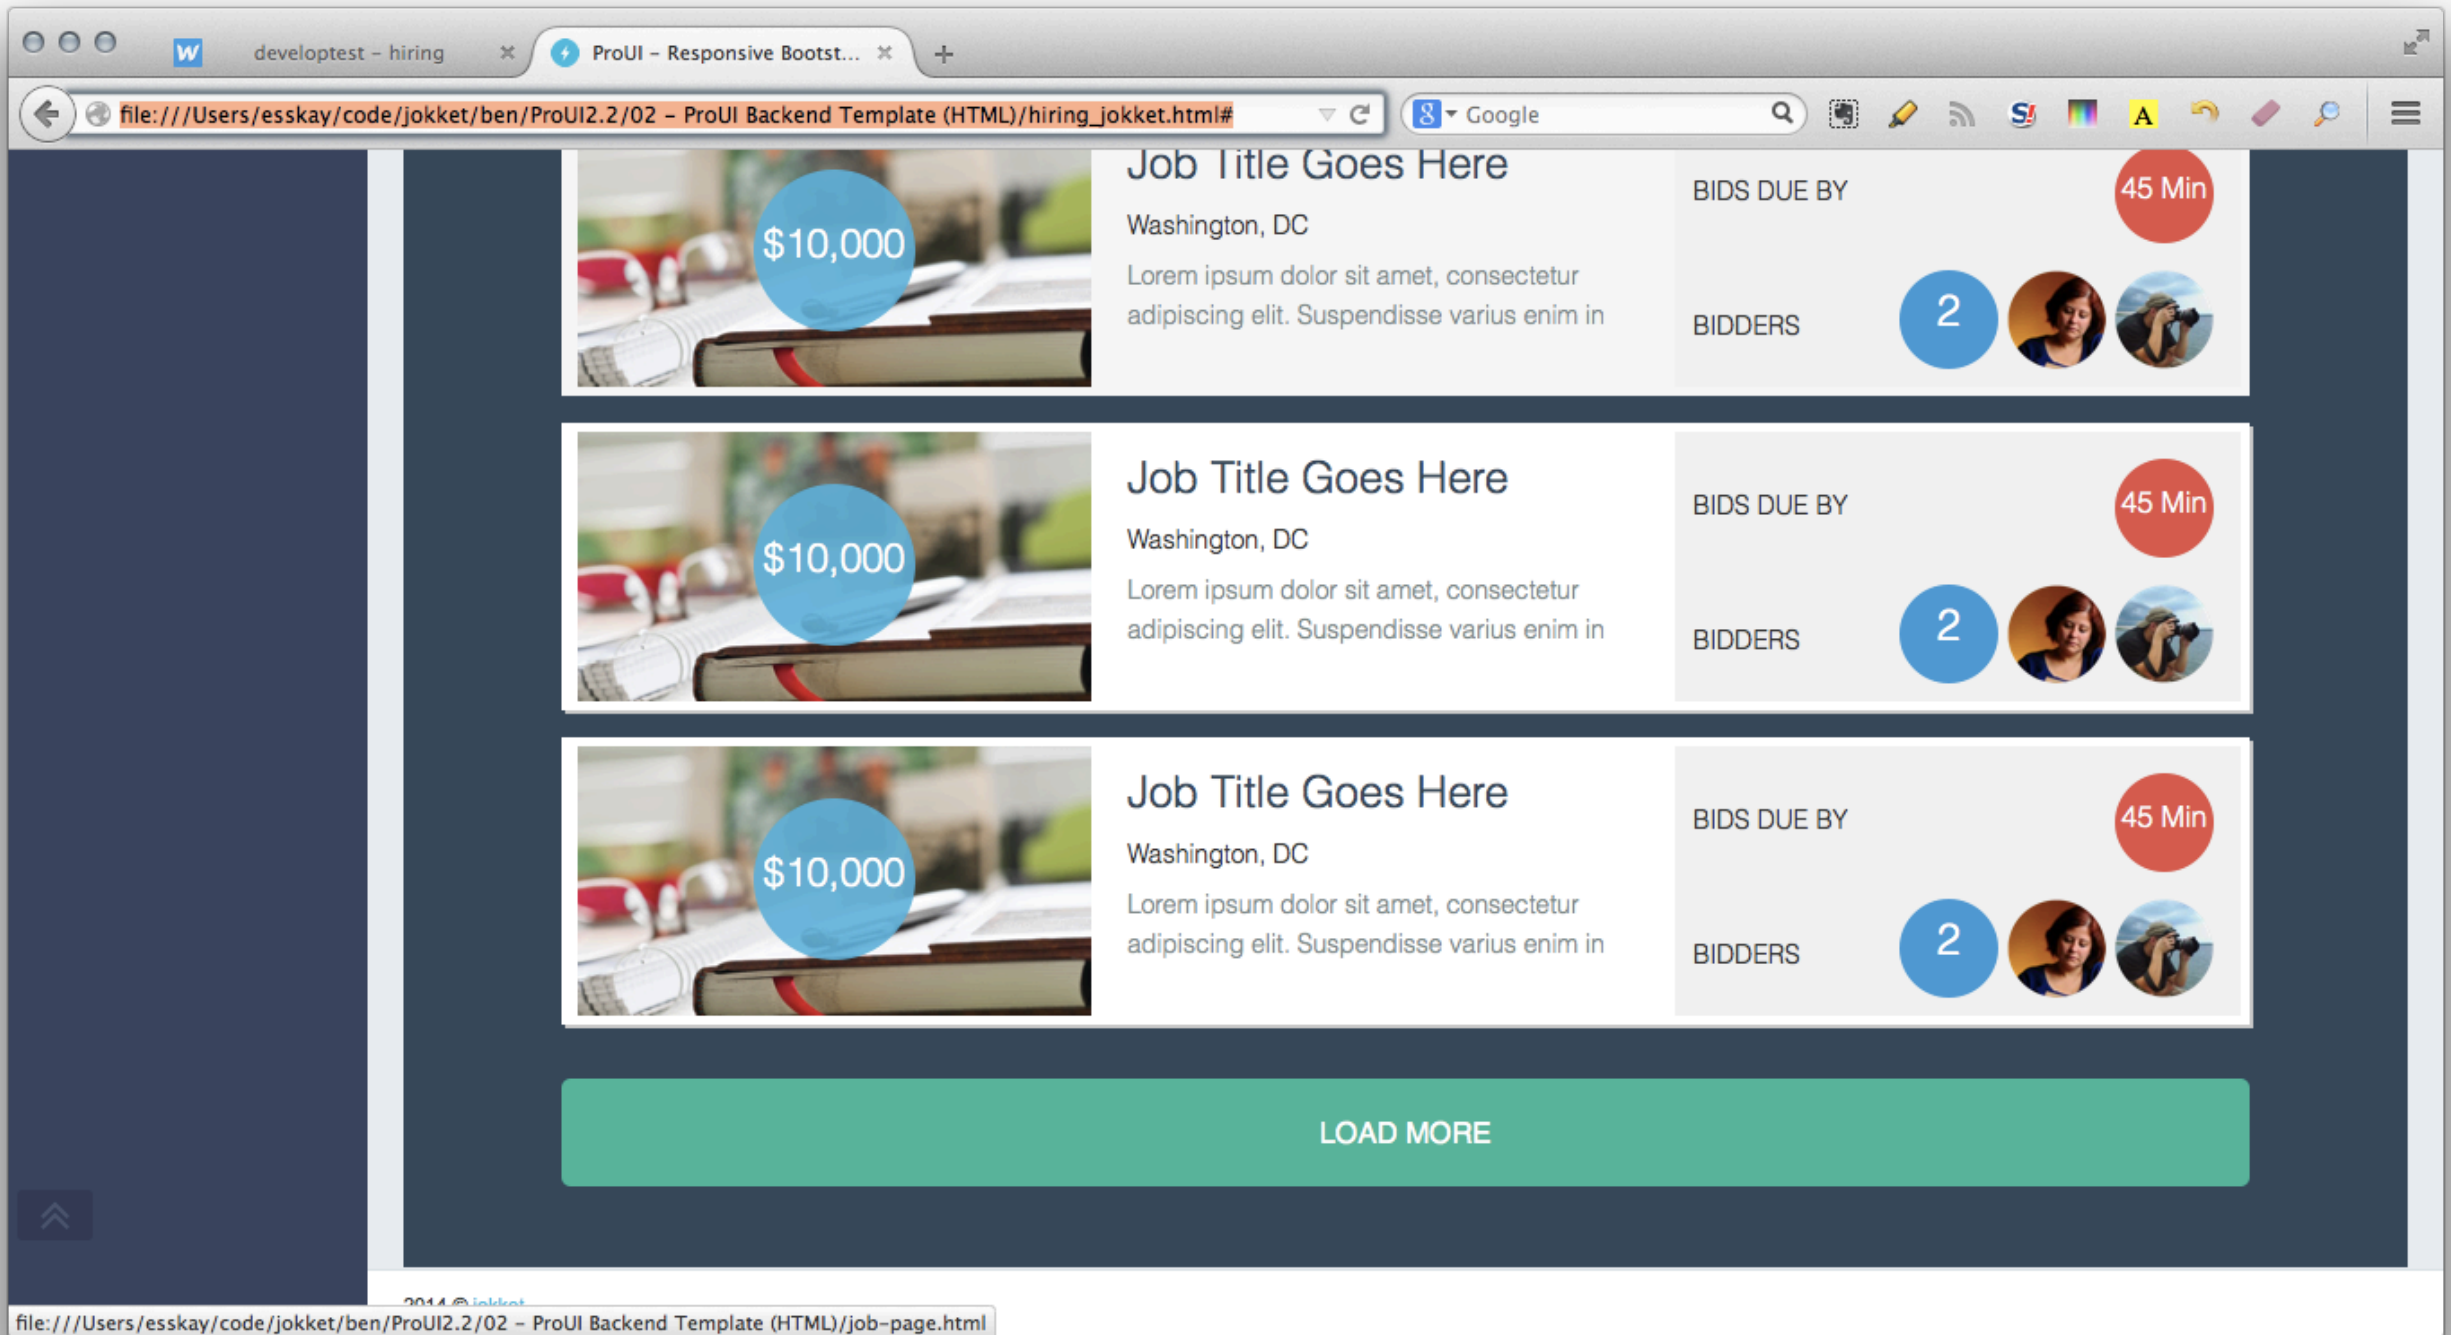 developtest - hiring
ProUI - Responsive Bootst...
file:///Users/esskay/code/jokket/ben/ProUI2.2/02 - ProUI Backend Template (HTML)/hiring_jokket.html#
Google
Job Title Goes Here
Washington, DC
Lorem ipsum dolor sit amet, consectetur
adipiscing elit. Suspendisse varius enim in
$10,000
BIDS DUE BY
45 Min
BIDDERS
2
Job Title Goes Here
Washington, DC
Lorem ipsum dolor sit amet, consectetur
adipiscing elit. Suspendisse varius enim in
$10,000
BIDS DUE BY
45 Min
BIDDERS
2
Job Title Goes Here
Washington, DC
Lorem ipsum dolor sit amet, consectetur
adipiscing elit. Suspendisse varius enim in
$10,000
BIDS DUE BY
45 Min
BIDDERS
2
LOAD MORE
2014 © jokket
file:///Users/esskay/code/jokket/ben/ProUI2.2/02 - ProUI Backend Template (HTML)/job-page.html